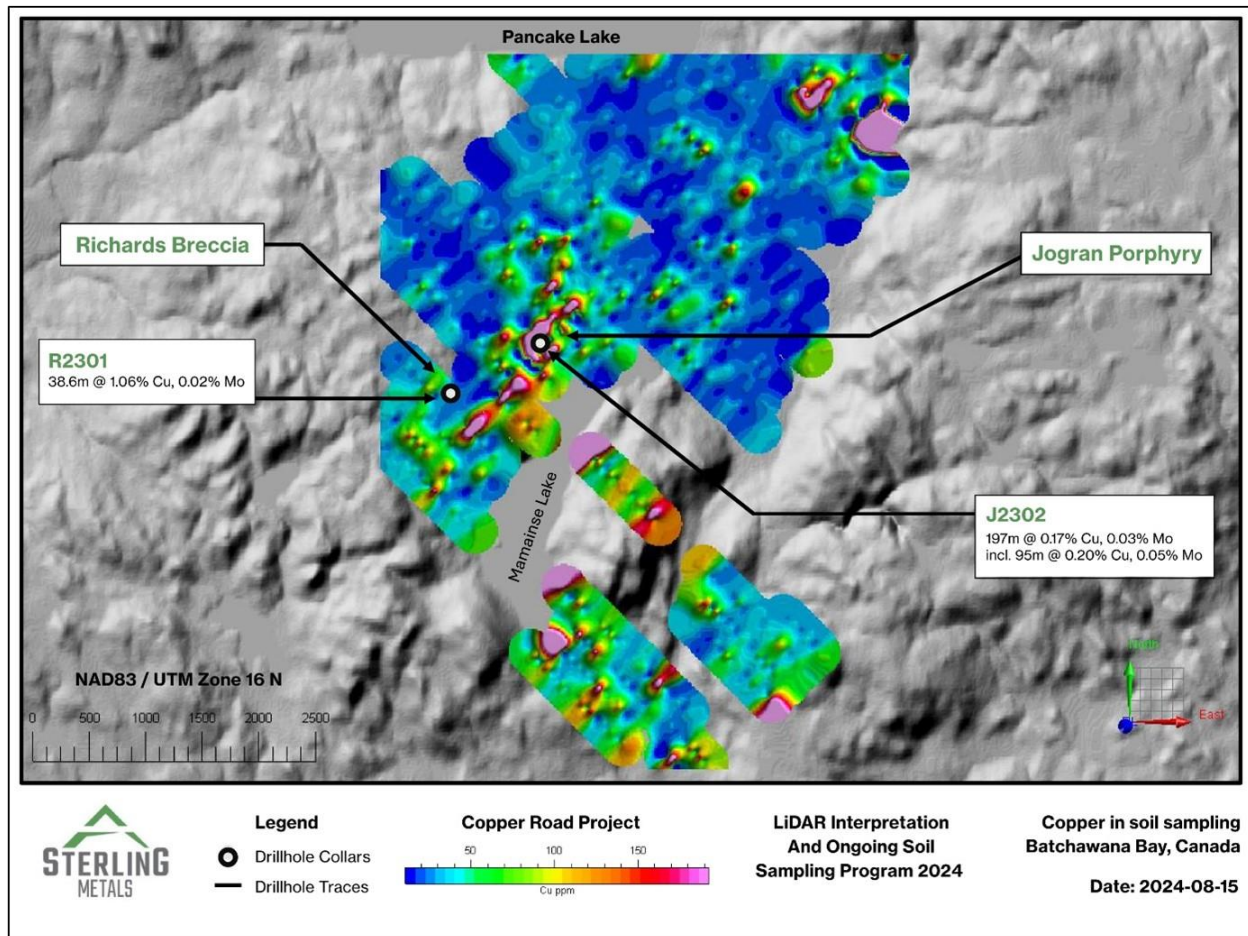 Pancake Lake
Richards Breccia
Jogran Porphyry
R2301
38.6m @ 1.06% Cu, 0.02% Mo
Mamainse Lake
J2302
197m @ 0.17% Cu, 0.03% Mo
incl. 95m @ 0.20% Cu, 0.05% Mo
NAD83 / UTM Zone 16 N
0 500 1000 1500 2000 2500
North
East
STERLING
METALS
Legend
Drillhole Collars
Drillhole Traces
Copper Road Project
50 100 150
Cu ppm
LiDAR Interpretation
And Ongoing Soil
Sampling Program 2024
Copper in soil sampling
Batchawana Bay, Canada
Date: 2024-08-15